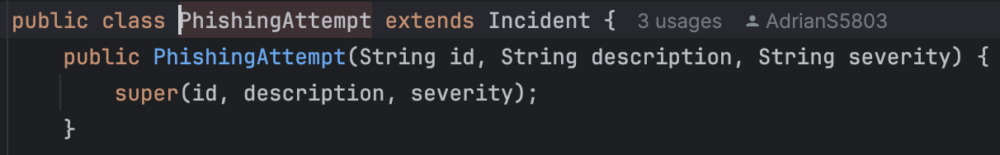 public class PhishingAttempt extends Incident { 3 usages AdrianS5803
public PhishingAttempt(String id, String description, String severity) {
super(id, description, severity);
}